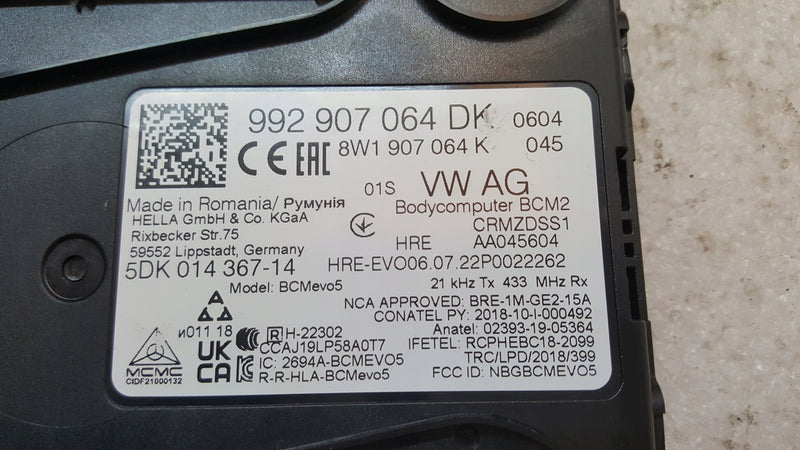 992 907 064 DK 0604
8W1 907 064 K 045
CE EAC
01S VW AG
Made in Romania/ Румунія
HELLA GmbH & Co. KGaA
Rixbecker Str.75
59552 Lippstadt, Germany
5DK 014 367-14
Bodycomputer BCM2
CRMZDSS1
HRE AA045604
HRE-EVO06.07.22P0022262
Model: BCMevo5
21 kHz Tx 433 MHz Rx
NCA APPROVED: BRE-1M-GE2-15A
CONATEL PY: 2018-10-I-000492
Anatel: 02393-19-05364
IFETEL: RCPHEBC18-2099
TRC/LPD/2018/399
FCC ID: NBGBCMEVO5
и011 18
R H-22302
CCAJ19LP58A0T7
IC: 2694A-BCMEVO5
R-R-HLA-BCMevo5
UK
CA
MCMC
CIDF21000132